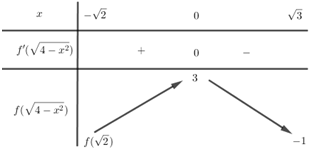 x −√2 0 √3
f′(√4 − x²) + 0 −
3
f(√4 − x²)
f(√2) −1